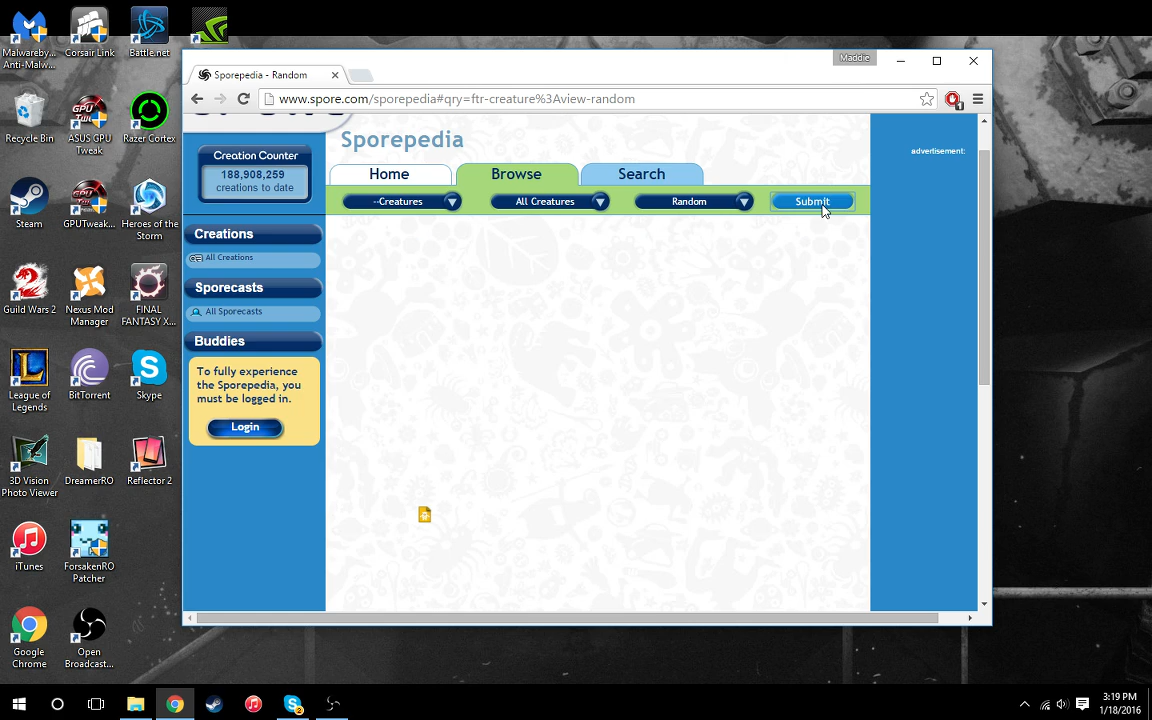 Malwareby...
Anti-Malw...
Corsair Link
Battle.net
Recycle Bin
ASUS GPU
Tweak
Razer Cortex
Steam
GPUTweak...
Heroes of the
Storm
Guild Wars 2
Nexus Mod
Manager
FINAL
FANTASY X...
League of
Legends
BitTorrent
Skype
3D Vision
Photo Viewer
DreamerRO
Reflector 2
iTunes
ForsakenRO
Patcher
Google
Chrome
Open
Broadcast...
Maddie
Sporepedia - Random
www.spore.com/sporepedia#qry=ftr-creature%3Aview-random
1
Sporepedia
advertisement:
Creation Counter
188,908,259
creations to date
Home
Browse
Search
--Creatures
All Creatures
Random
Submit
Creations
All Creations
Sporecasts
All Sporecasts
Buddies
To fully experience
the Sporepedia, you
must be logged in.
Login
2
3:19 PM
1/18/2016